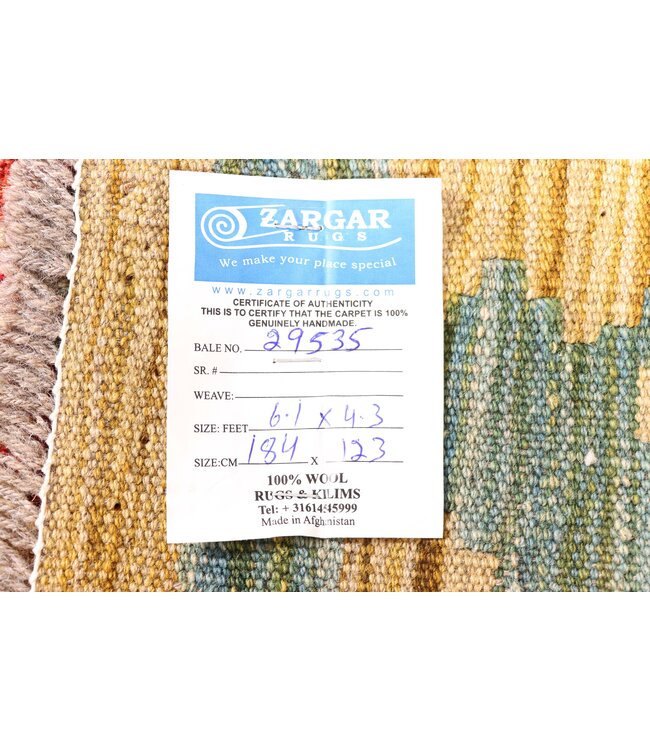 ZARGAR
RUGS
We make your place special
www.zargarrugs.com
CERTIFICATE OF AUTHENTICITY
THIS IS TO CERTIFY THAT THE CARPET IS 100%
GENUINELY HANDMADE.
BALE NO. 29535
SR. #
WEAVE:
SIZE: FEET 6.1 x 4.3
SIZE:CM 184 X 123
100% WOOL
RUGS & KILIMS
Tel: + 31614545999
Made in Afghanistan